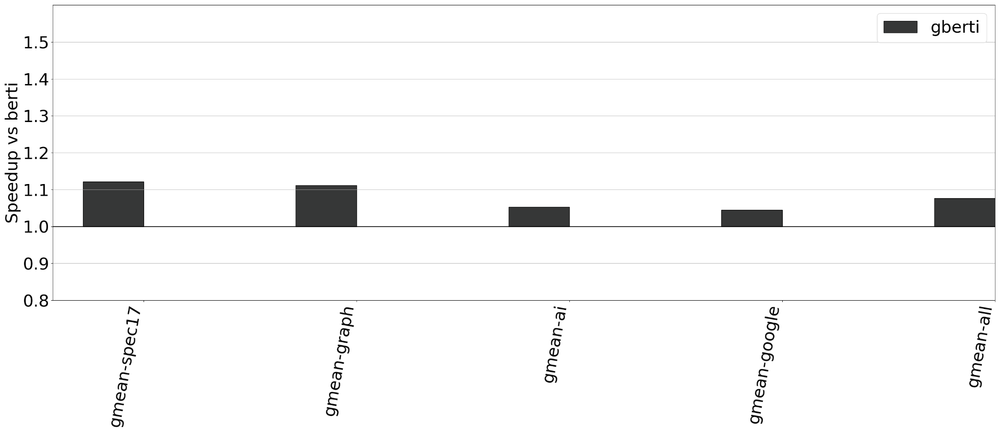 gberti
Speedup vs berti
1.5
1.4
1.3
1.2
1.1
1.0
0.9
0.8
gmean-spec17
gmean-graph
gmean-ai
gmean-google
gmean-all